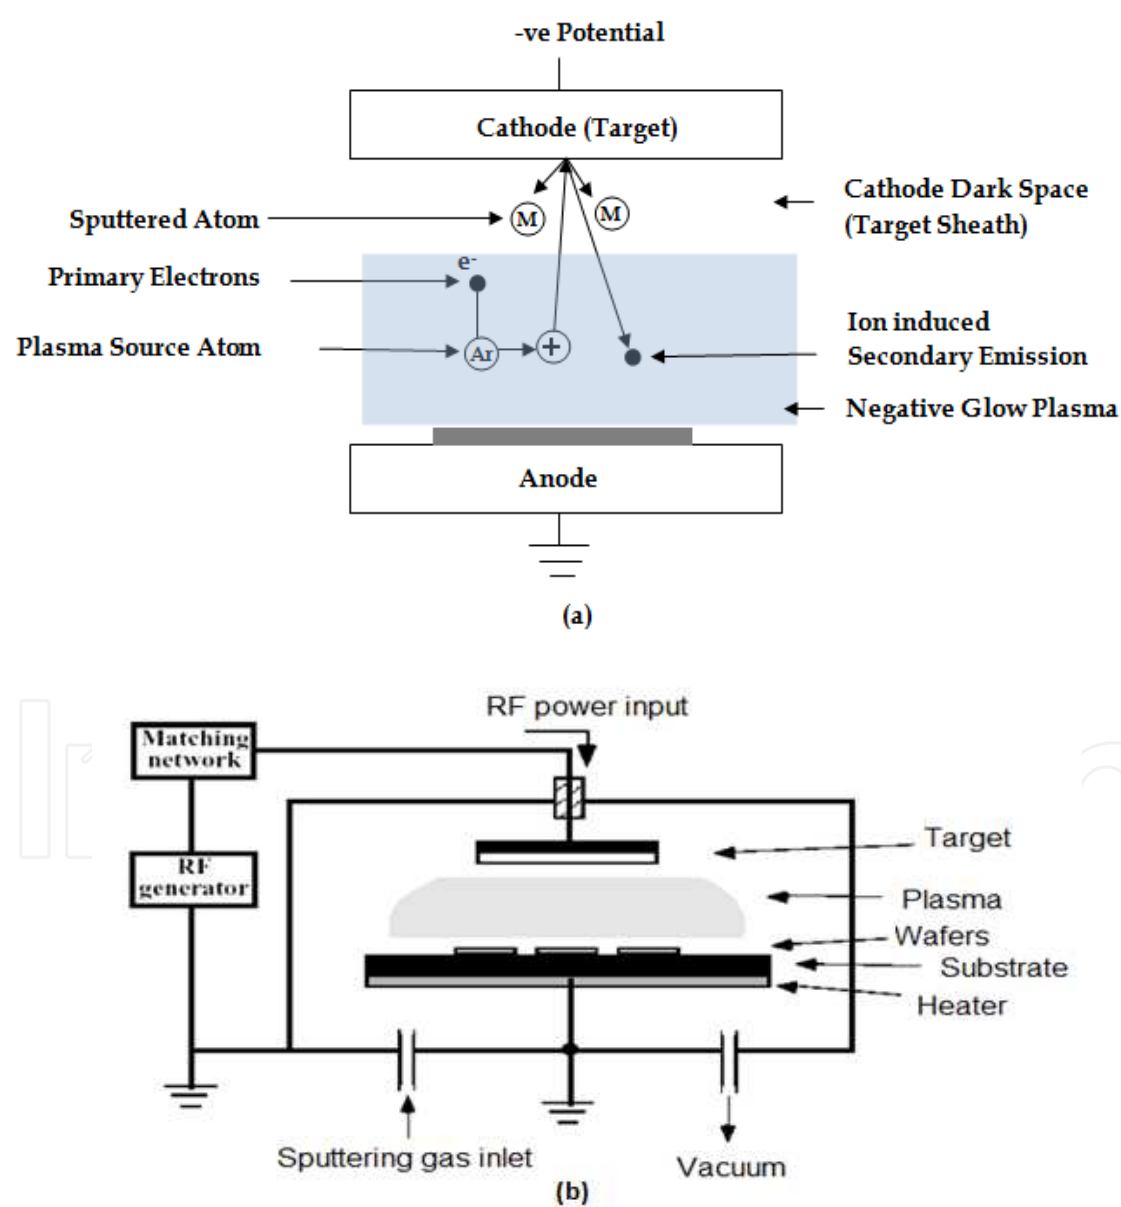 -ve Potential
Cathode (Target)
Cathode Dark Space
(Target Sheath)
Sputtered Atom
M
M
Primary Electrons
e-
Plasma Source Atom
Ar
+
Ion induced
Secondary Emission
Negative Glow Plasma
Anode
(a)
RF power input
Matching
network
RF
generator
Target
Plasma
Wafers
Substrate
Heater
Sputtering gas inlet
Vacuum
(b)